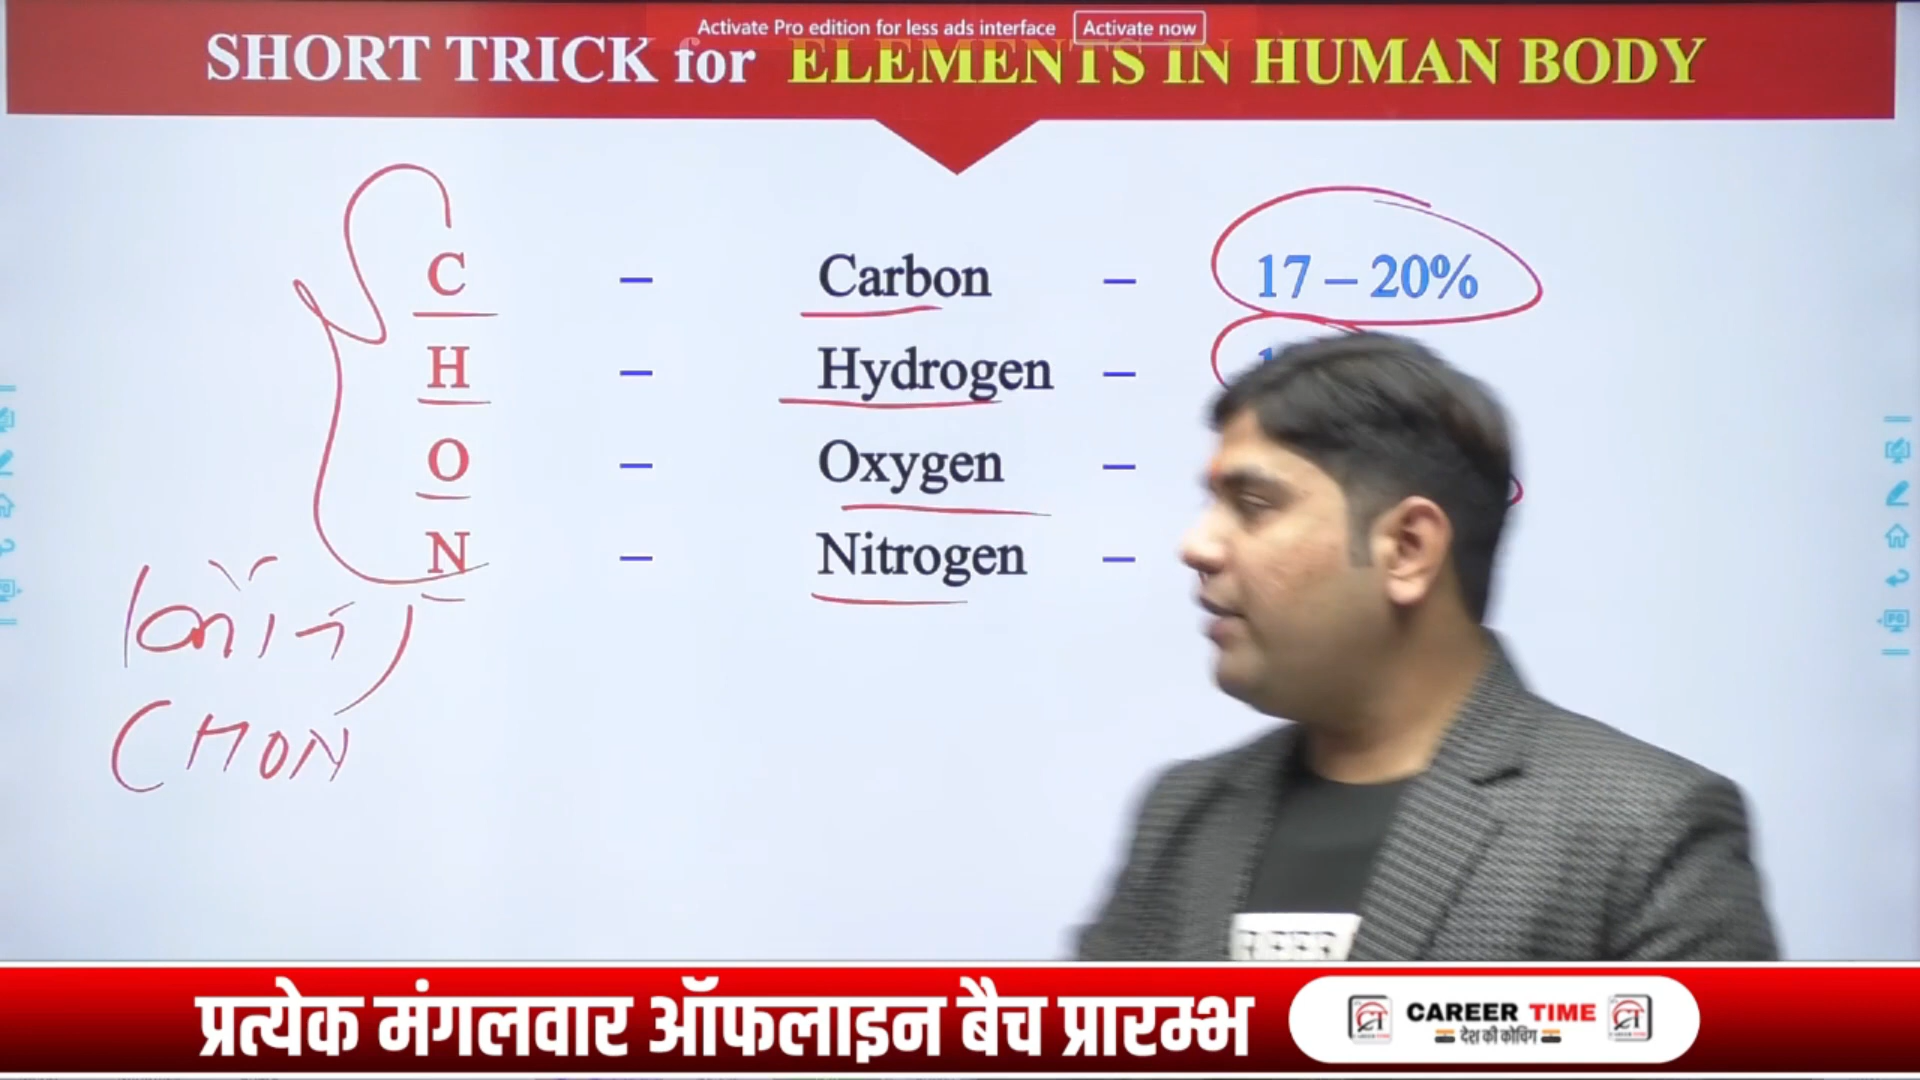 Activate Pro edition for less ads interface Activate now
SHORT TRICK for ELEMENTS IN HUMAN BODY
C – Carbon – 17 – 20%
H – Hydrogen –
O – Oxygen –
N – Nitrogen –
CHON
प्रत्येक मंगलवार ऑफलाइन बैच प्रारम्भ
CAREER TIME
देश की कोचिंग